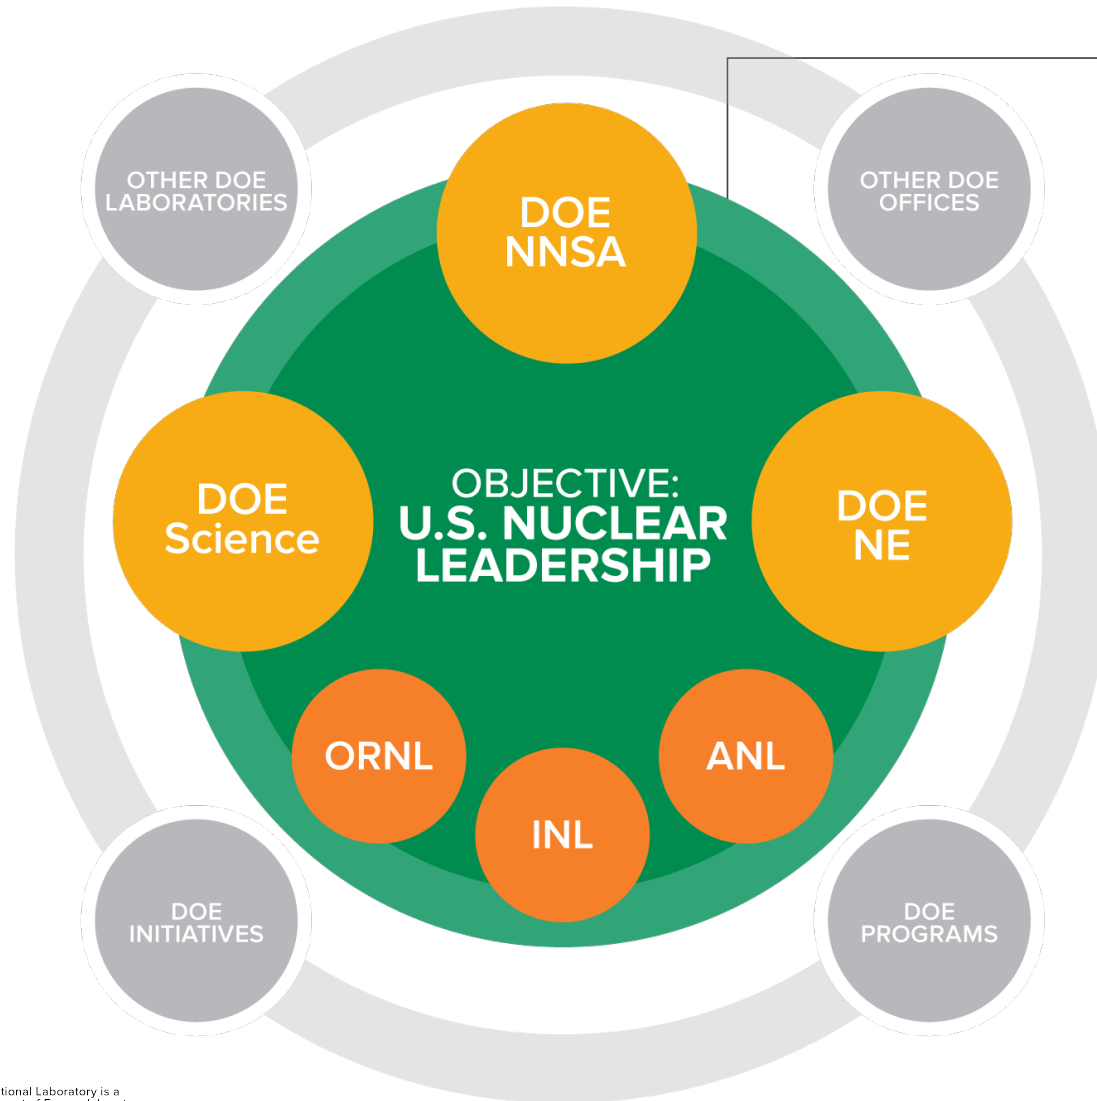 OTHER DOE
LABORATORIES
DOE
NNSA
OTHER DOE
OFFICES
DOE
Science
OBJECTIVE:
U.S. NUCLEAR
LEADERSHIP
DOE
NE
ORNL
INL
ANL
DOE
INITIATIVES
DOE
PROGRAMS
tional Laboratory is a